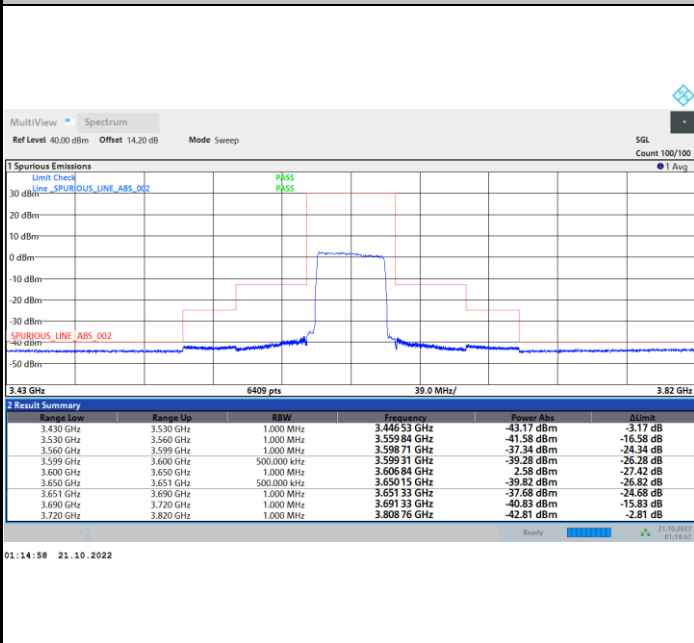 MultiView Spectrum
Ref Level 40.00 dBm Offset 14.20 dB Mode Sweep SGL
Count 100/100
1 Spurious Emissions 1 Avg
Limit Check PASS
Line _SPURIOUS_LINE_ABS_002 PASS
30 dBm
20 dBm
10 dBm
0 dBm
-10 dBm
-20 dBm
-30 dBm
_SPURIOUS_LINE_ABS_002
-40 dBm
-50 dBm
3.43 GHz 6409 pts 39.0 MHz/ 3.82 GHz
2 Result Summary
Range Low Range Up RBW Frequency Power Abs ΔLimit
3.430 GHz 3.530 GHz 1.000 MHz 3.446 53 GHz -43.17 dBm -3.17 dB
3.530 GHz 3.560 GHz 1.000 MHz 3.559 84 GHz -41.58 dBm -16.58 dB
3.560 GHz 3.599 GHz 1.000 MHz 3.598 71 GHz -37.34 dBm -24.34 dB
3.599 GHz 3.600 GHz 500.000 kHz 3.599 31 GHz -39.28 dBm -26.28 dB
3.600 GHz 3.650 GHz 1.000 MHz 3.606 84 GHz 2.58 dBm -27.42 dB
3.650 GHz 3.651 GHz 500.000 kHz 3.650 15 GHz -39.82 dBm -26.82 dB
3.651 GHz 3.690 GHz 1.000 MHz 3.651 33 GHz -37.68 dBm -24.68 dB
3.690 GHz 3.720 GHz 1.000 MHz 3.691 33 GHz -40.83 dBm -15.83 dB
3.720 GHz 3.820 GHz 1.000 MHz 3.808 76 GHz -42.81 dBm -2.81 dB
Ready 21.10.2022
01:14:57
01:14:58 21.10.2022